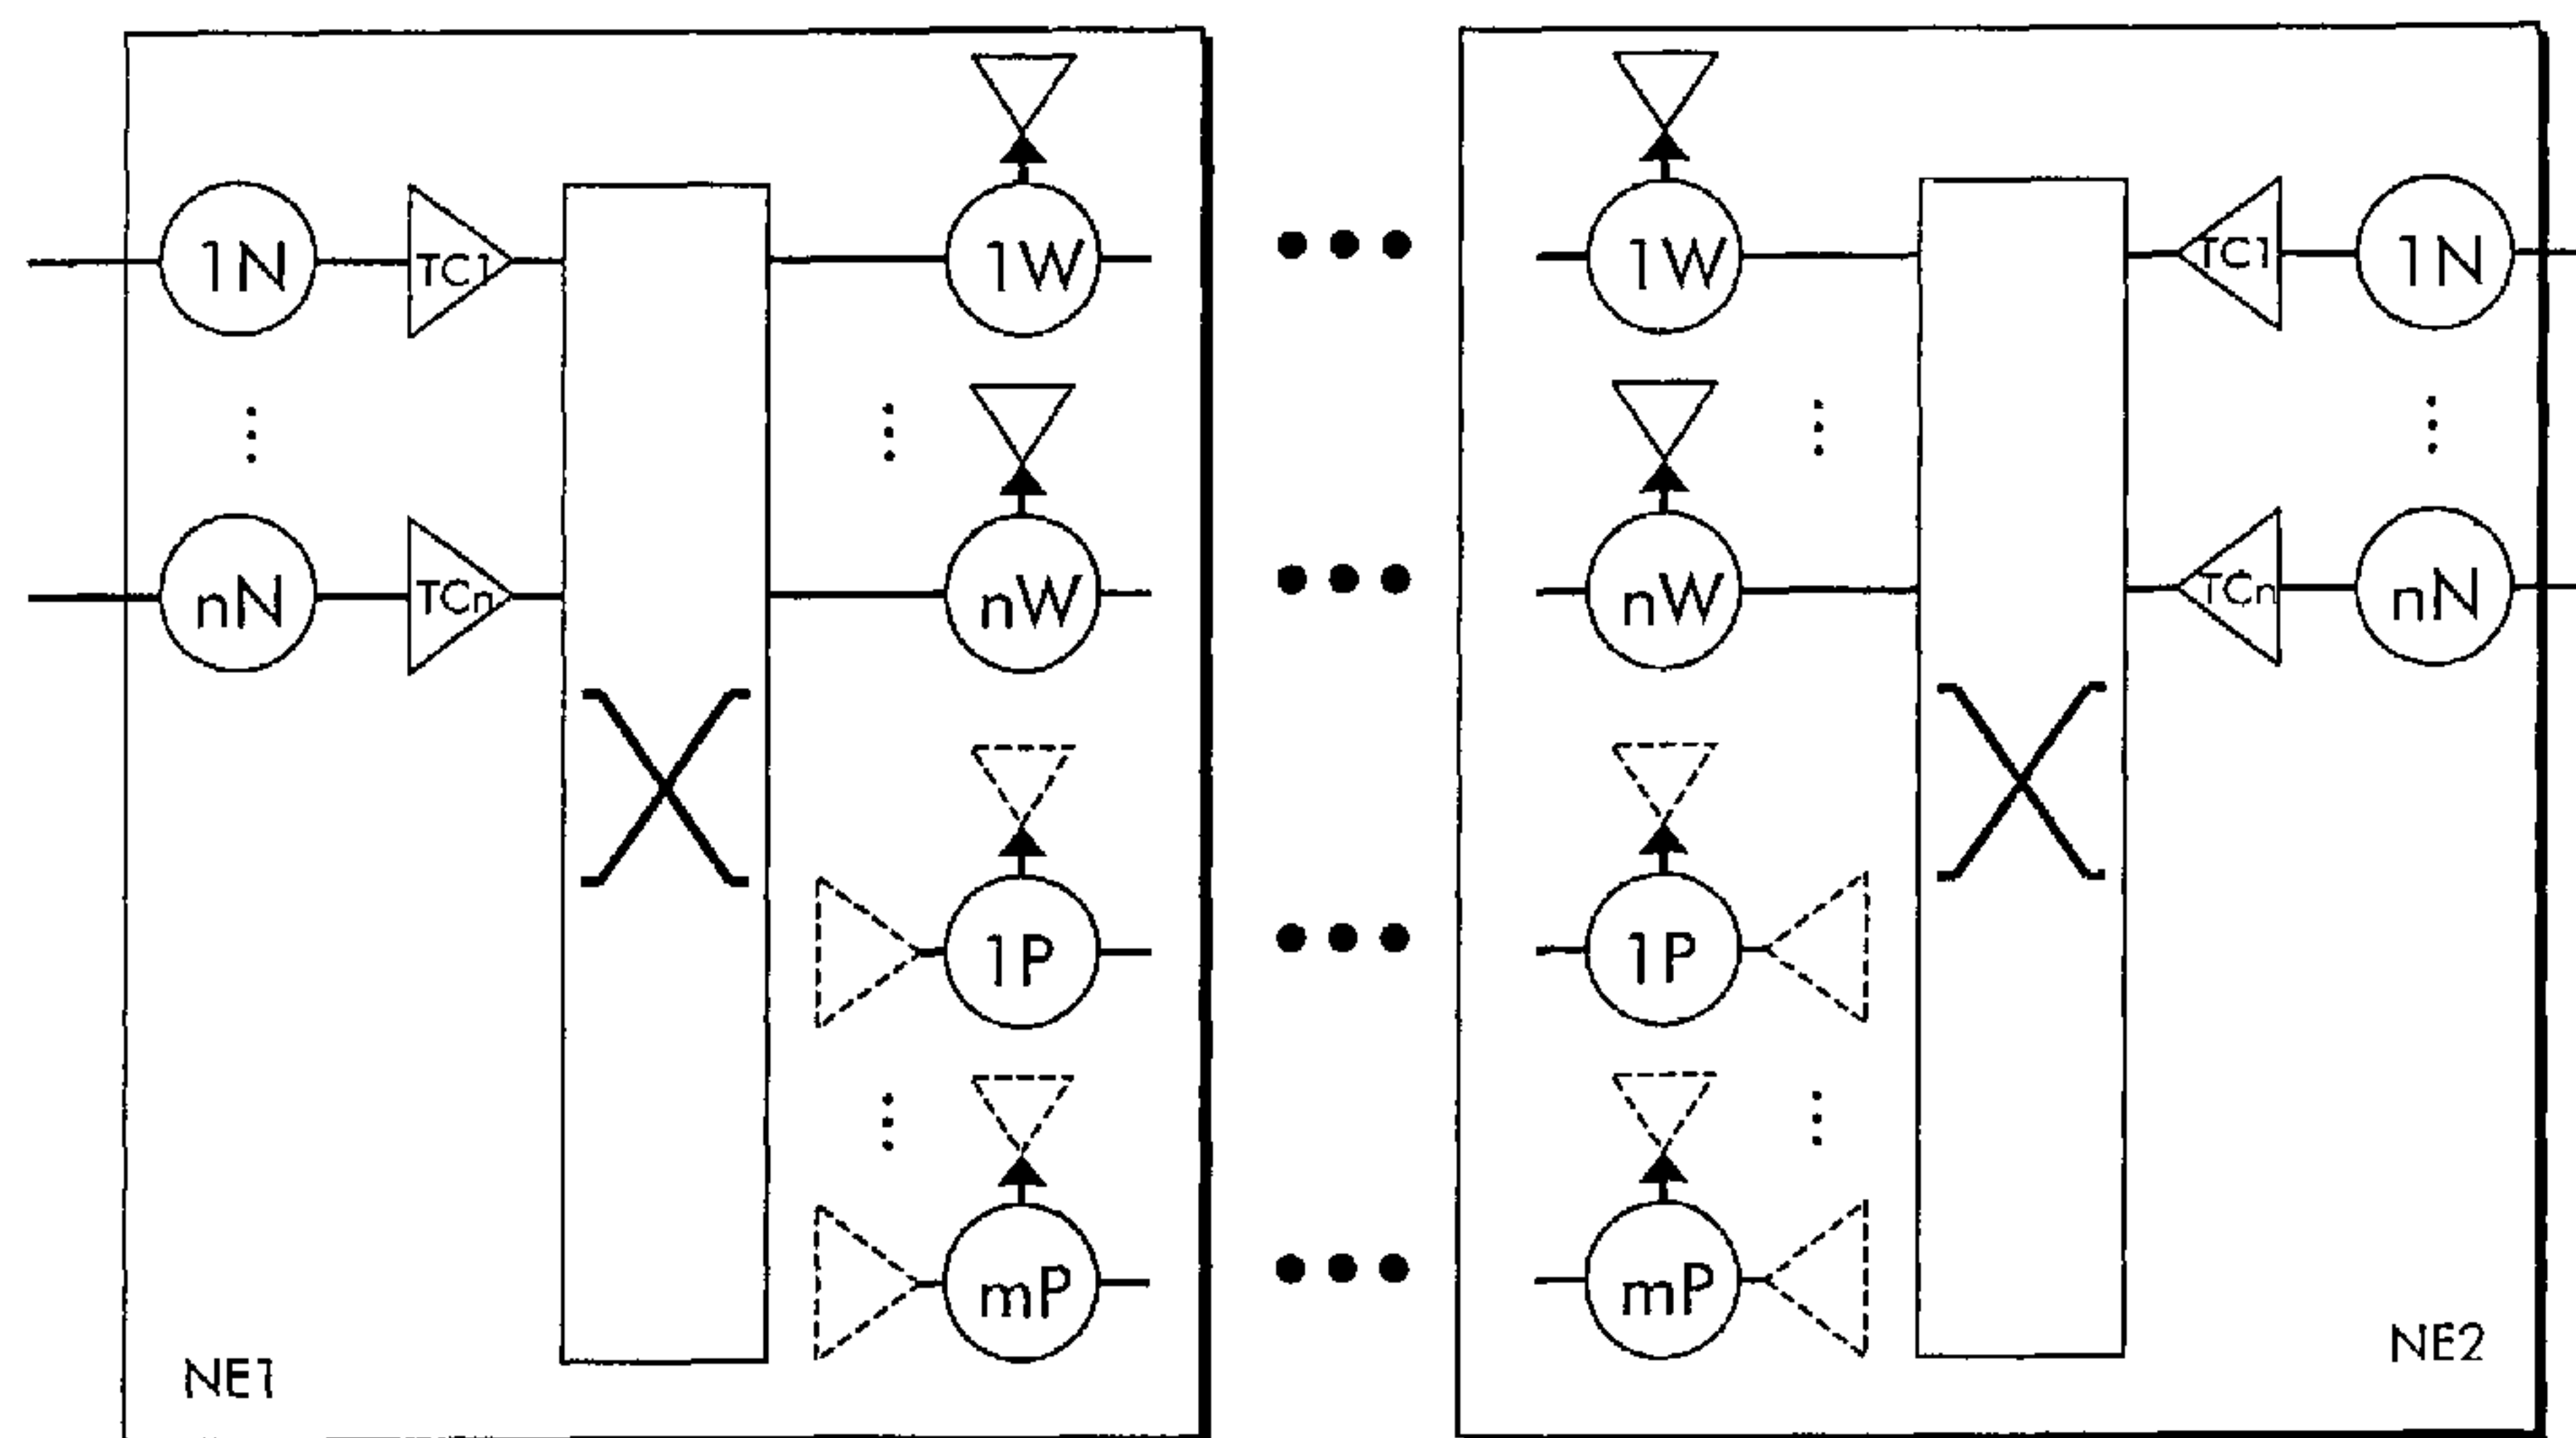 1N TC1 1W 1W TC1 1N
nN TCn nW nW TCn nN
1P 1P
mP mP
NE1 NE2